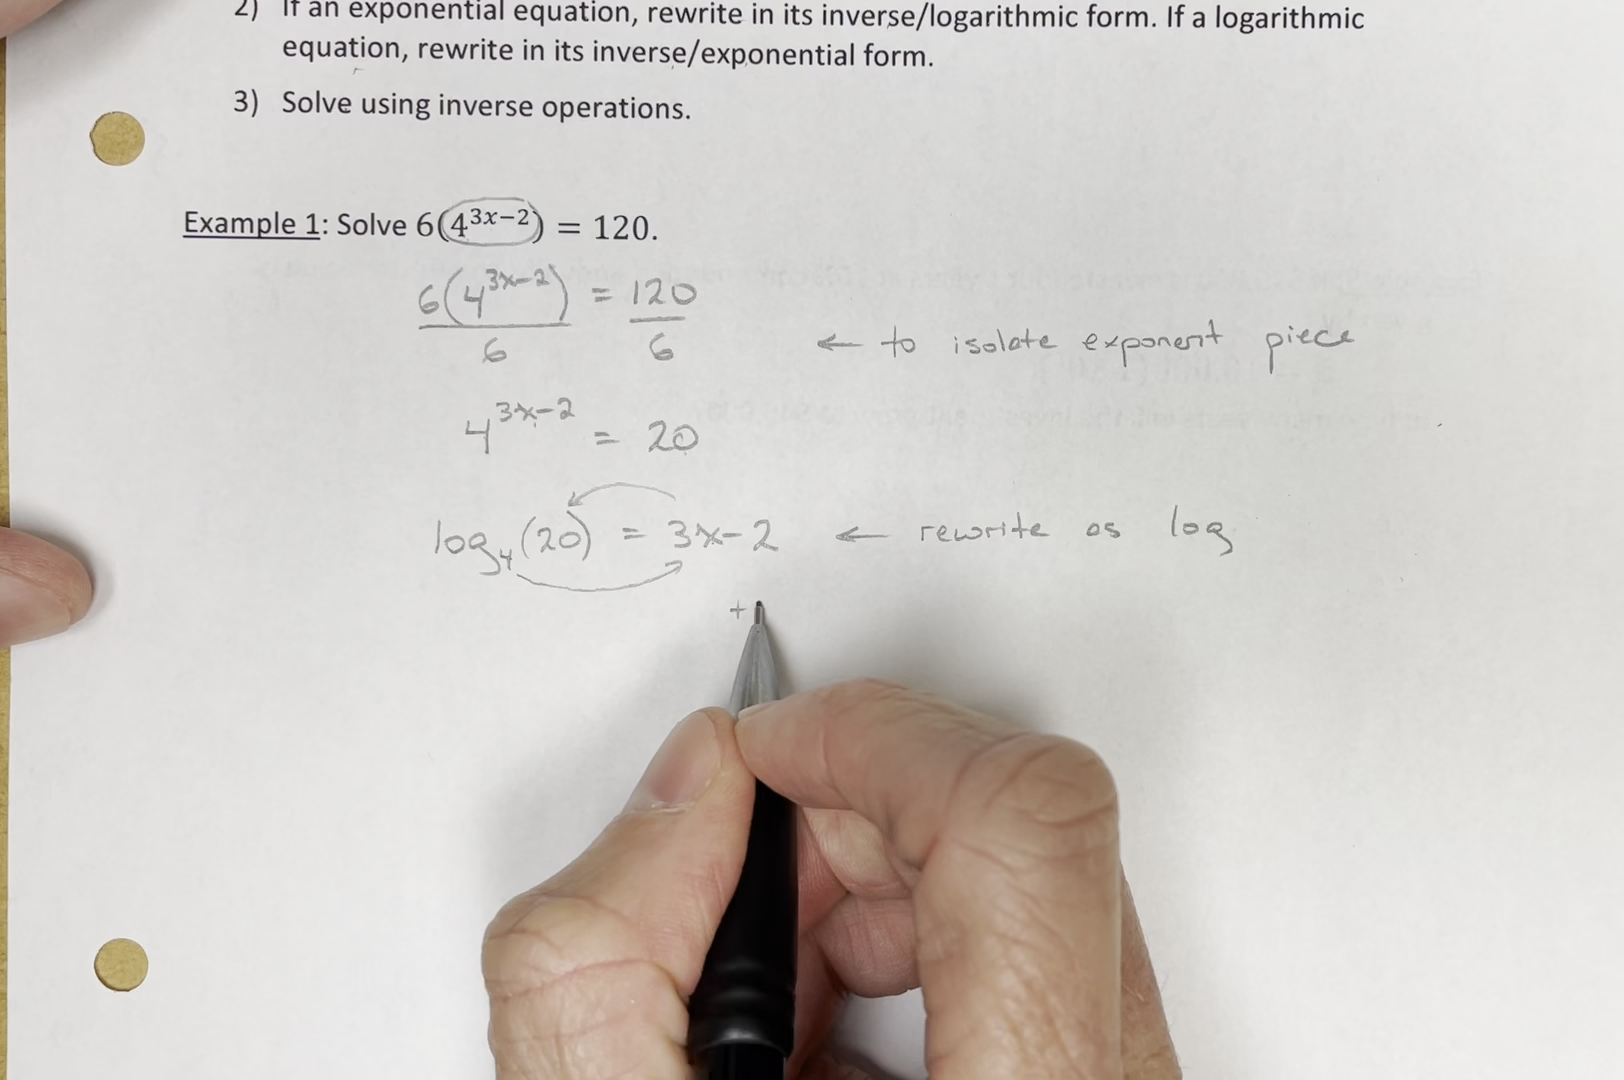 2) If an exponential equation, rewrite in its inverse/logarithmic form. If a logarithmic
equation, rewrite in its inverse/exponential form.
3) Solve using inverse operations.
Example 1: Solve 6(4^{3x−2}) = 120.
6(4^{3x-2}) = 120
6 6 ← to isolate exponent piece
4^{3x-2} = 20
log₄(20) = 3x-2 ← rewrite as log
+